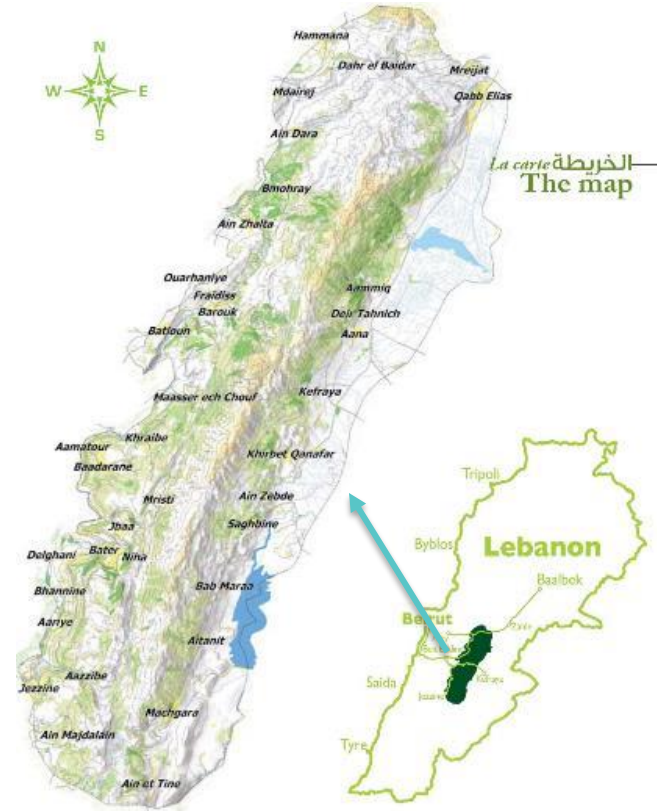 N
W E
S
Hammana
Dahr el Baidar
Mreijat
Mdairej
Qabb Elias
Ain Dara
La carte الخريطة
The map
Bmohray
Ain Zhalta
Ouarhaniye
Fraidiss
Barouk
Batloun
Aammiq
Deir Tahnich
Aana
Kefraya
Maasser ech Chouf
Khraibe
Aamatour
Baadarane
Khirbet Qanafar
Mristi
Ain Zebde
Jbaa
Saghbine
Delghani
Bater
Niha
Bhannine
Bab Maraa
Aariye
Aitanit
Aazzibe
Jezzine
Machgara
Ain Majdalain
Ain et Tine
Tripoli
Byblos
Lebanon
Baalbek
Beirut
Saida
Kefraya
Jezzine
Tyre